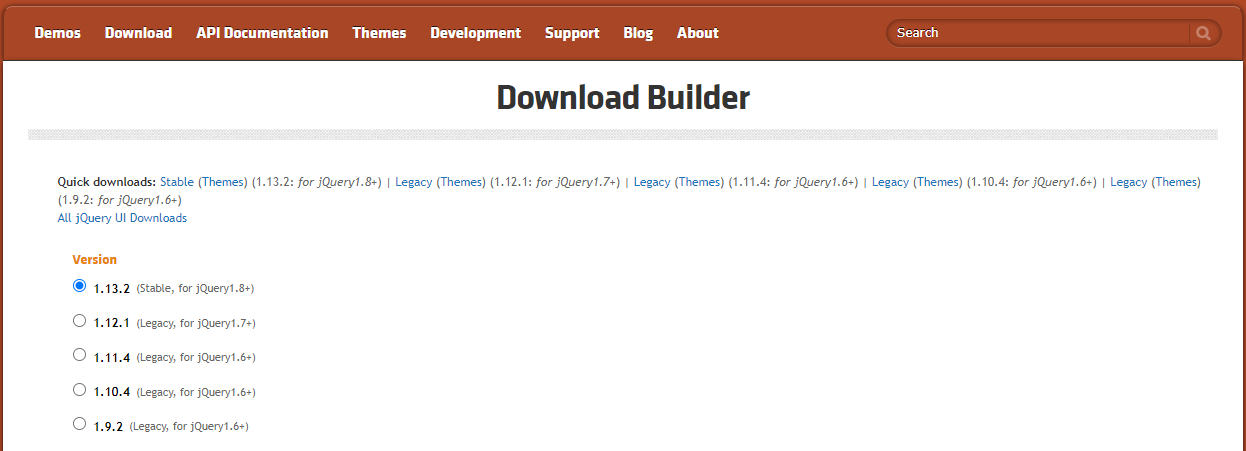 Demos Download API Documentation Themes Development Support Blog About Search
Download Builder
Quick downloads: Stable (Themes) (1.13.2: for jQuery1.8+) | Legacy (Themes) (1.12.1: for jQuery1.7+) | Legacy (Themes) (1.11.4: for jQuery1.6+) | Legacy (Themes) (1.10.4: for jQuery1.6+) | Legacy (Themes)
(1.9.2: for jQuery1.6+)
All jQuery UI Downloads
Version
1.13.2 (Stable, for jQuery1.8+)
1.12.1 (Legacy, for jQuery1.7+)
1.11.4 (Legacy, for jQuery1.6+)
1.10.4 (Legacy, for jQuery1.6+)
1.9.2 (Legacy, for jQuery1.6+)